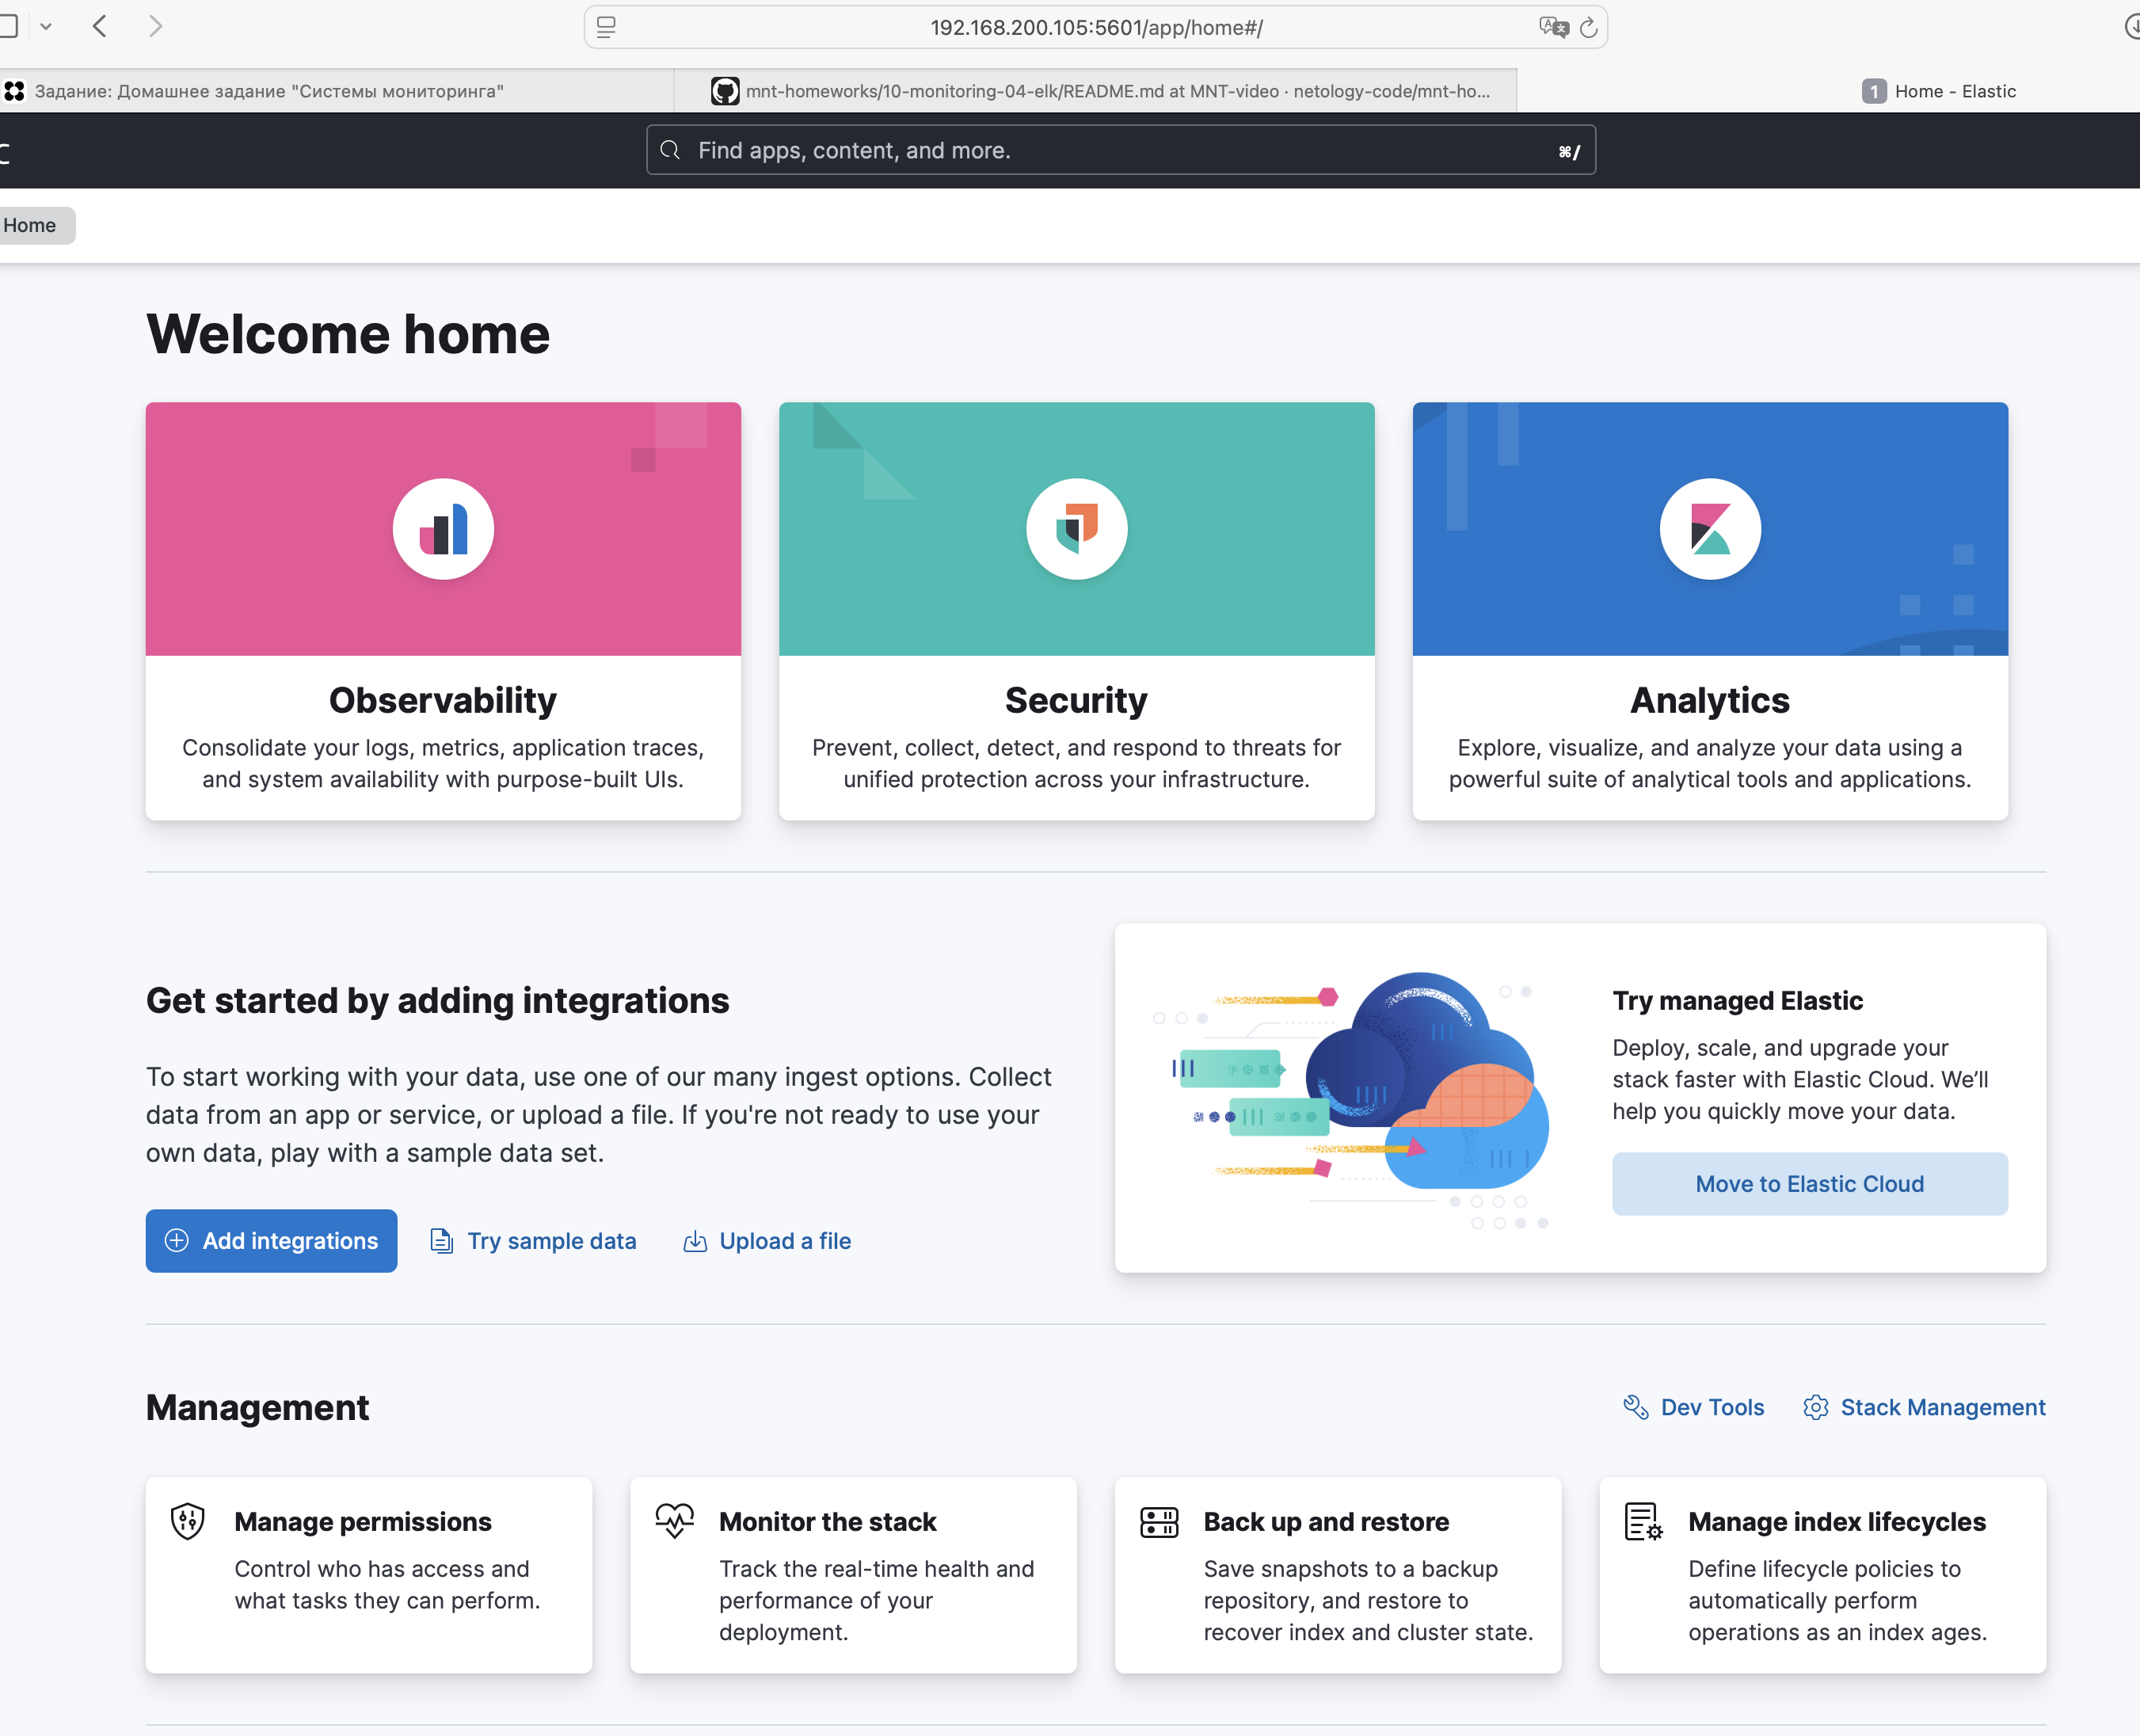 192.168.200.105:5601/app/home#/
Задание: Домашнее задание "Системы мониторинга"
mnt-homeworks/10-monitoring-04-elk/README.md at MNT-video · netology-code/mnt-ho...
1 Home - Elastic
Find apps, content, and more.
⌘/
Home
Welcome home
Observability
Consolidate your logs, metrics, application traces,
and system availability with purpose-built UIs.
Security
Prevent, collect, detect, and respond to threats for
unified protection across your infrastructure.
Analytics
Explore, visualize, and analyze your data using a
powerful suite of analytical tools and applications.
Get started by adding integrations
To start working with your data, use one of our many ingest options. Collect
data from an app or service, or upload a file. If you're not ready to use your
own data, play with a sample data set.
Add integrations
Try sample data
Upload a file
Try managed Elastic
Deploy, scale, and upgrade your
stack faster with Elastic Cloud. We’ll
help you quickly move your data.
Move to Elastic Cloud
Management
Dev Tools
Stack Management
Manage permissions
Control who has access and
what tasks they can perform.
Monitor the stack
Track the real-time health and
performance of your
deployment.
Back up and restore
Save snapshots to a backup
repository, and restore to
recover index and cluster state.
Manage index lifecycles
Define lifecycle policies to
automatically perform
operations as an index ages.